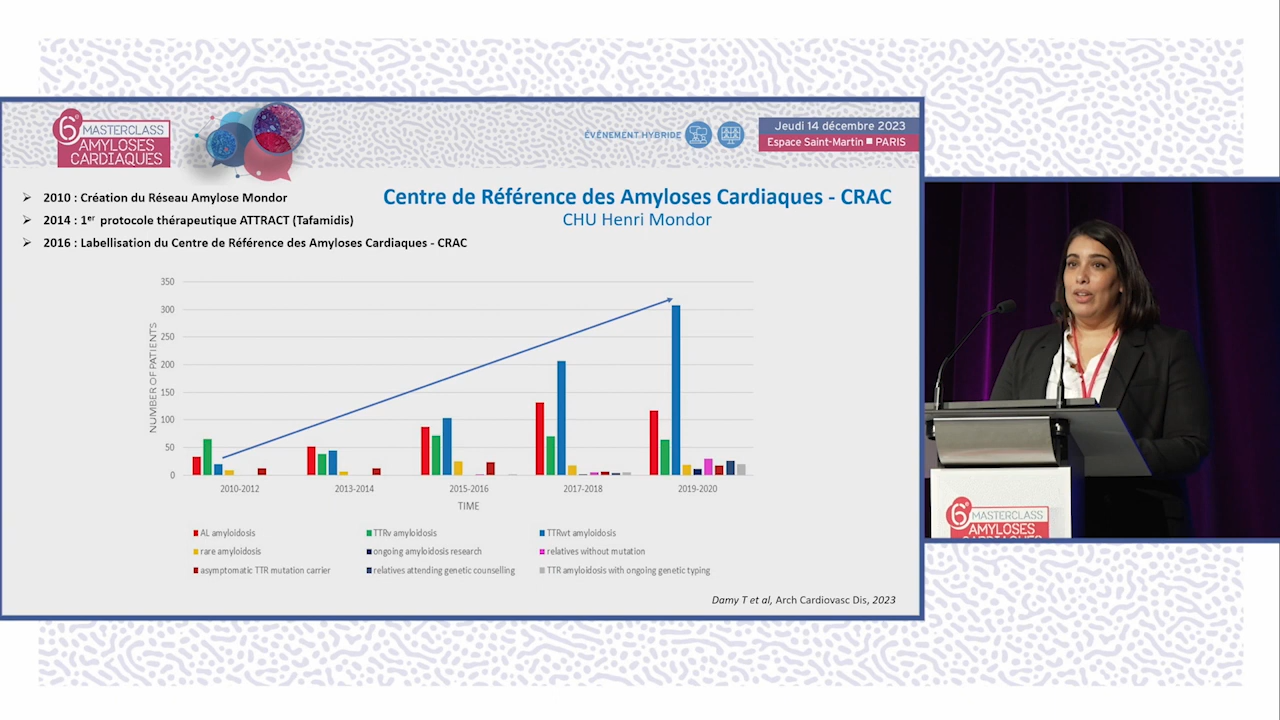 6e MASTERCLASS
AMYLOSES
CARDIAQUES
ÉVÉNEMENT HYBRIDE
Jeudi 14 décembre 2023
Espace Saint-Martin ■ PARIS
Centre de Référence des Amyloses Cardiaques - CRAC
CHU Henri Mondor
➢ 2010 : Création du Réseau Amylose Mondor
➢ 2014 : 1er protocole thérapeutique ATTRACT (Tafamidis)
➢ 2016 : Labellisation du Centre de Référence des Amyloses Cardiaques - CRAC
NUMBER OF PATIENTS
350
300
250
200
150
100
50
0
2010-2012 2013-2014 2015-2016 2017-2018 2019-2020
TIME
AL amyloidosis TTRv amyloidosis TTRwt amyloidosis
rare amyloidosis ongoing amyloidosis research relatives without mutation
asymptomatic TTR mutation carrier relatives attending genetic counselling TTR amyloidosis with ongoing genetic typing
Damy T et al, Arch Cardiovasc Dis, 2023
6e MASTERCLASS
AMYLOSES
CARDIAQUES